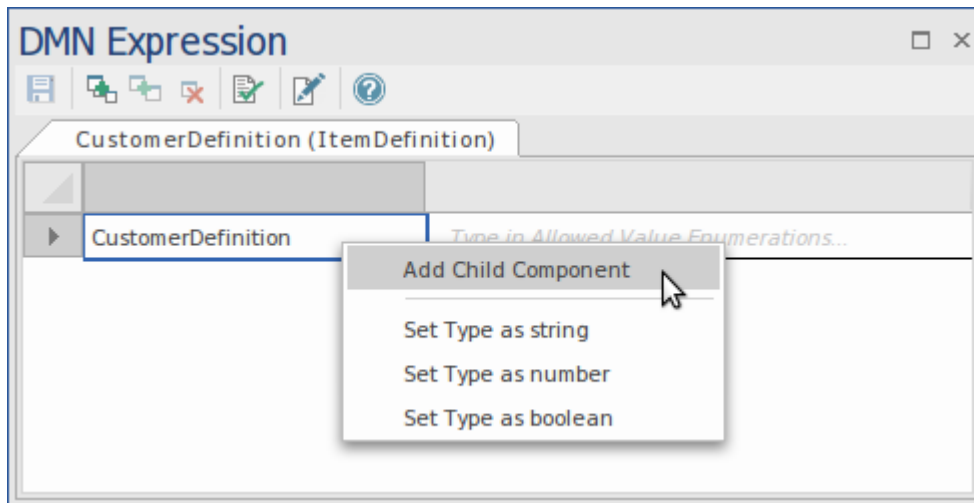 DMN Expression
CustomerDefinition (ItemDefinition)
CustomerDefinition Type in Allowed Value Enumerations...
Add Child Component
Set Type as string
Set Type as number
Set Type as boolean